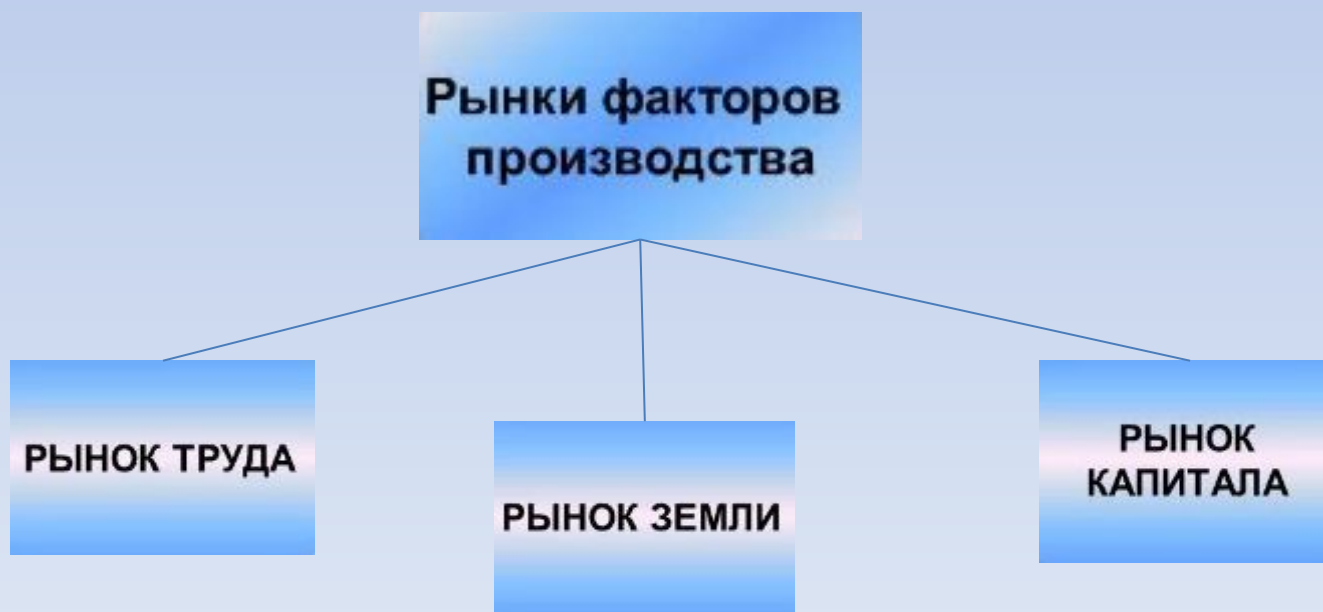 Рынки факторов
производства
РЫНОК ТРУДА
РЫНОК ЗЕМЛИ
РЫНОК
КАПИТАЛА